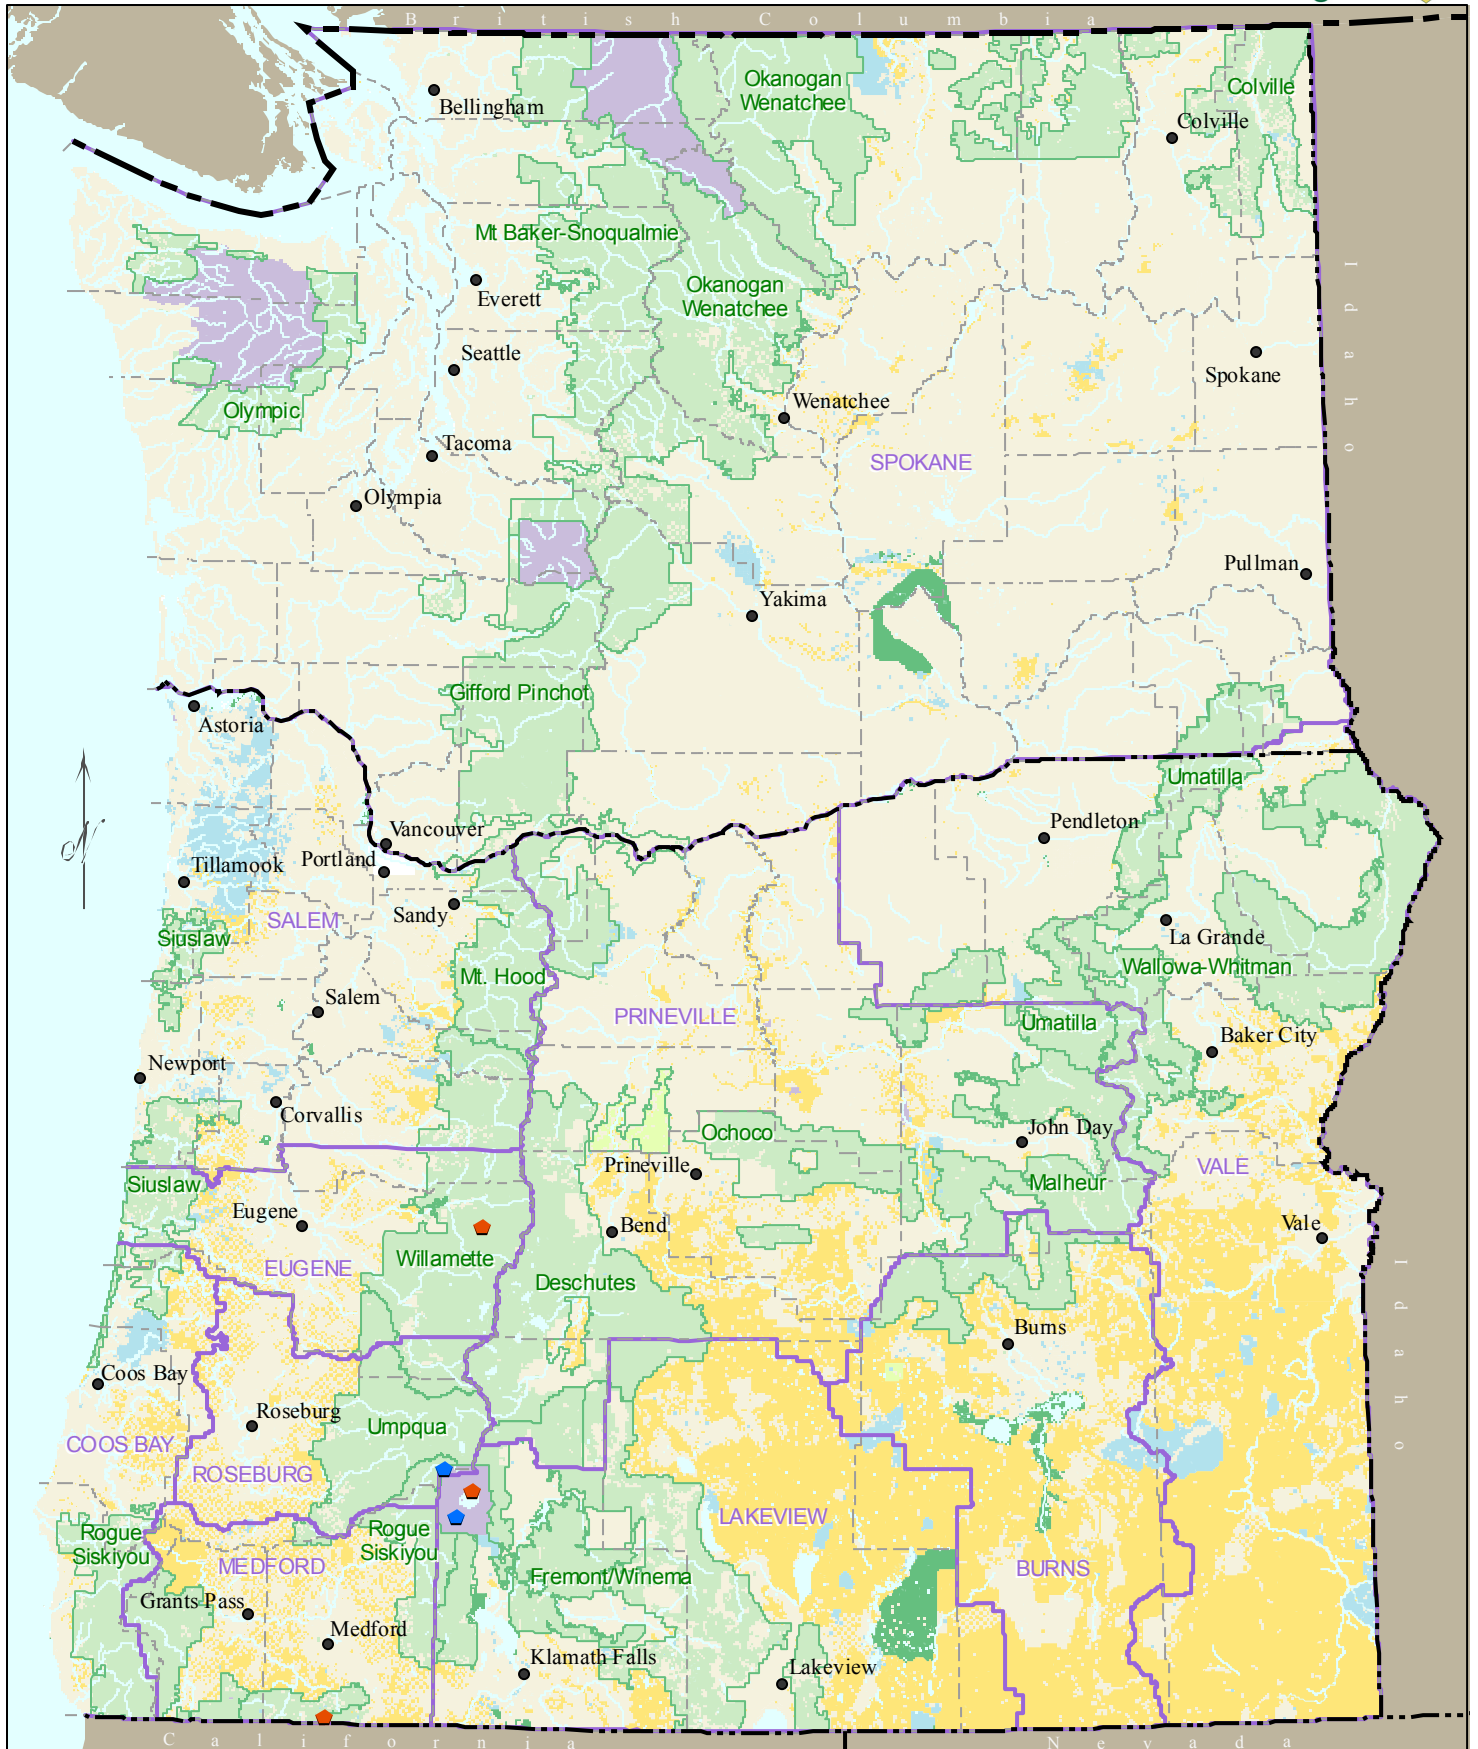 British Columbia
Okanogan
Wenatchee
Colville
Bellingham
Colville
Mt Baker-Snoqualmie
Okanogan
Wenatchee
Everett
Idaho
Seattle
Spokane
Wenatchee
Olympic
Tacoma
SPOKANE
Olympia
Pullman
Yakima
Gifford Pinchot
Astoria
Umatilla
Vancouver
Pendleton
Portland
Tillamook
Sandy
SALEM
Siuslaw
La Grande
Wallowa-Whitman
Mt. Hood
Salem
PRINEVILLE
Umatilla
Baker City
Newport
Corvallis
John Day
Ochoco
Prineville
VALE
Siuslaw
Malheur
Eugene
Bend
Vale
Willamette
EUGENE
Deschutes
Idaho
Burns
Coos Bay
Roseburg
Umpqua
COOS BAY
ROSEBURG
LAKEVIEW
Rogue
Siskiyou
Rogue
Siskiyou
MEDFORD
Fremont/Winema
BURNS
Grants Pass
Medford
Klamath Falls
Lakeview
California
Nevada